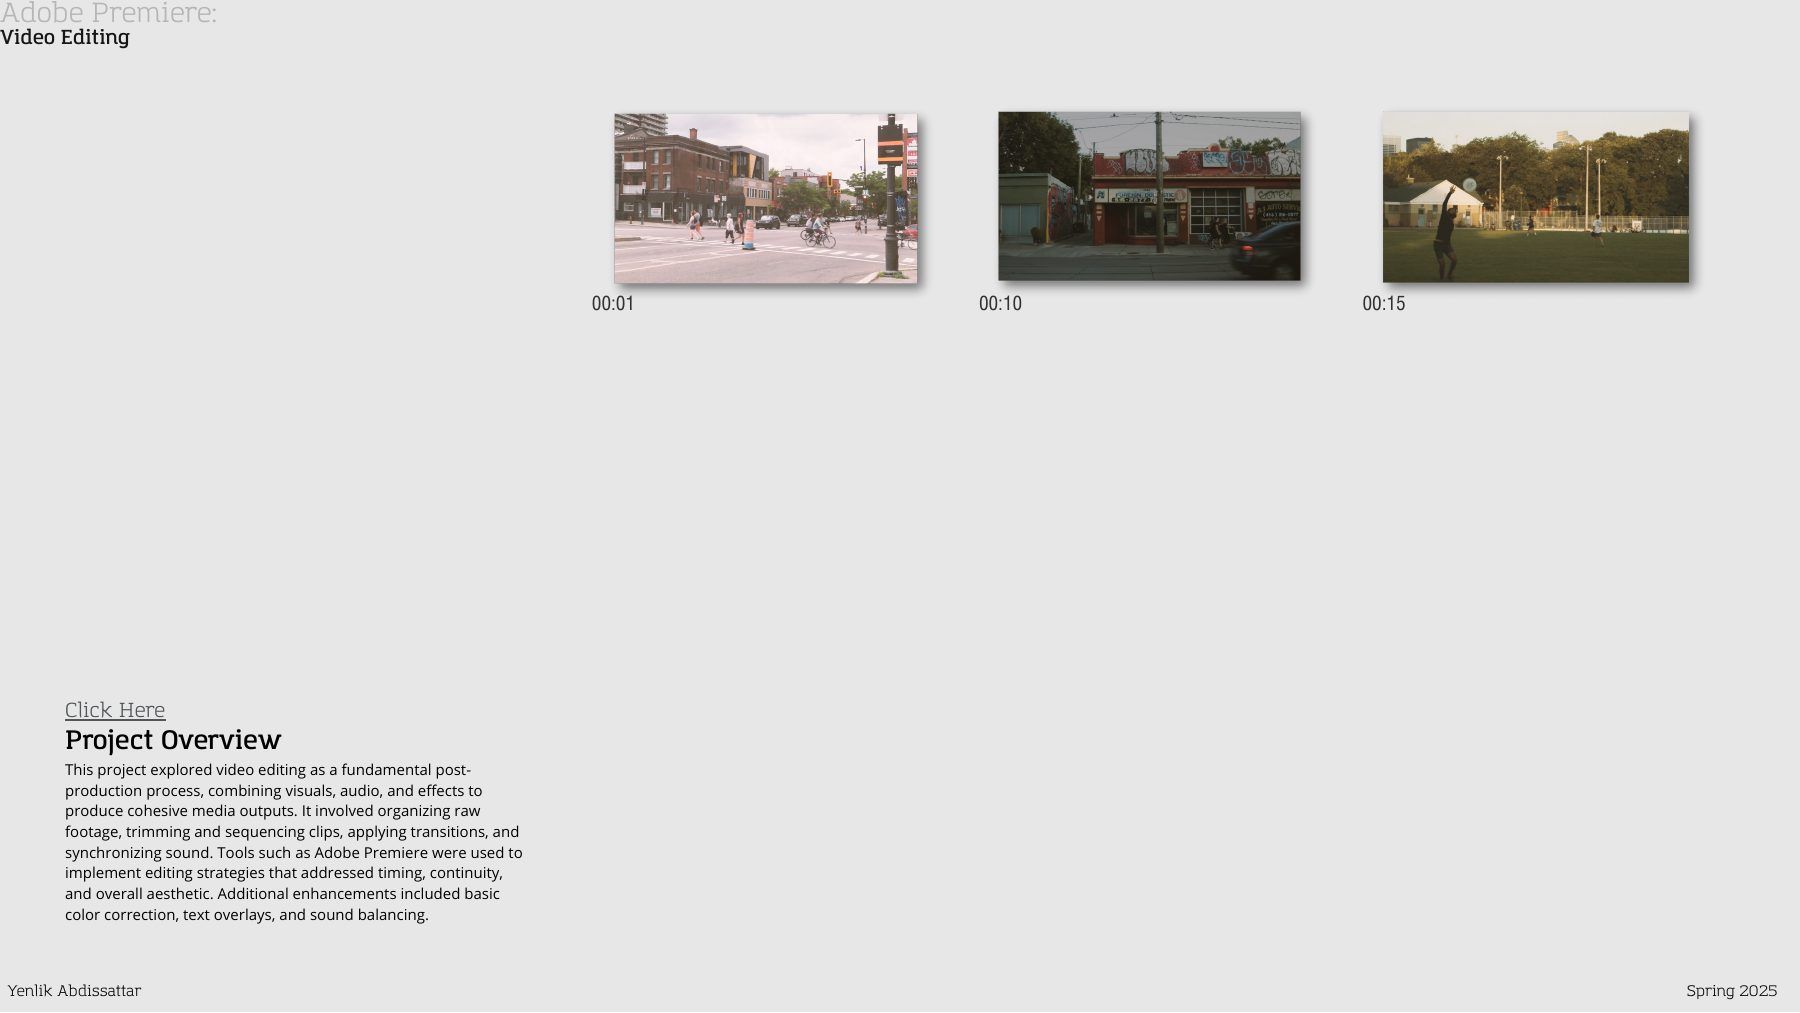 Adobe Premiere:
Video Editing
00:01
00:10
00:15
Click Here
Project Overview
This project explored video editing as a fundamental post-
production process, combining visuals, audio, and effects to
produce cohesive media outputs. It involved organizing raw
footage, trimming and sequencing clips, applying transitions, and
synchronizing sound. Tools such as Adobe Premiere were used to
implement editing strategies that addressed timing, continuity,
and overall aesthetic. Additional enhancements included basic
color correction, text overlays, and sound balancing.
Yenlik Abdissattar
Spring 2025